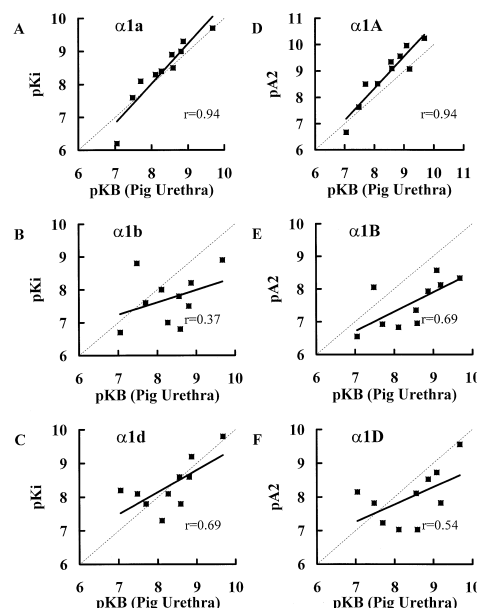 A
α1a
10
9
8
7
6
pKi
r=0.94
6 7 8 9 10
pKB (Pig Urethra)
D
α1A
11
10
9
8
7
6
pA2
r=0.94
6 7 8 9 10 11
pKB (Pig Urethra)
B
α1b
10
9
8
7
6
pKi
r=0.37
6 7 8 9 10
pKB (Pig Urethra)
E
α1B
10
9
8
7
6
pA2
r=0.69
6 7 8 9 10
pKB (Pig Urethra)
C
α1d
10
9
8
7
6
pKi
r=0.69
6 7 8 9 10
pKB (Pig Urethra)
F
α1D
10
9
8
7
6
pA2
r=0.54
6 7 8 9 10
pKB (Pig Urethra)